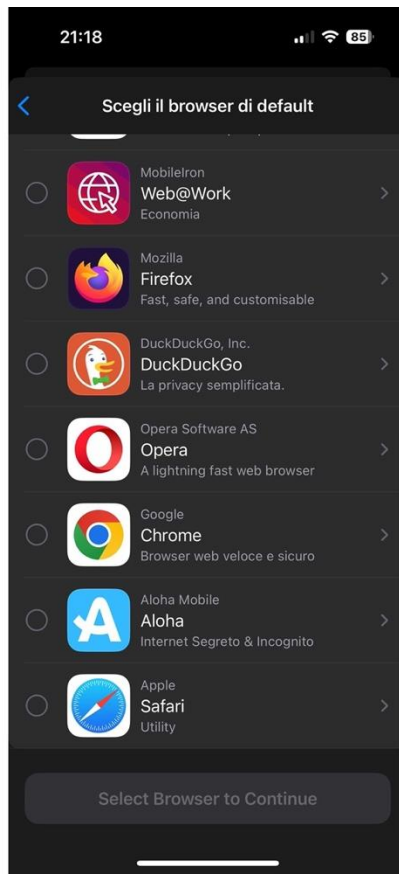 21:18
85
Scegli il browser di default
MobileIron
Web@Work
Economia
Mozilla
Firefox
Fast, safe, and customisable
DuckDuckGo, Inc.
DuckDuckGo
La privacy semplificata.
Opera Software AS
Opera
A lightning fast web browser
Google
Chrome
Browser web veloce e sicuro
Aloha Mobile
Aloha
Internet Segreto & Incognito
Apple
Safari
Utility
Select Browser to Continue